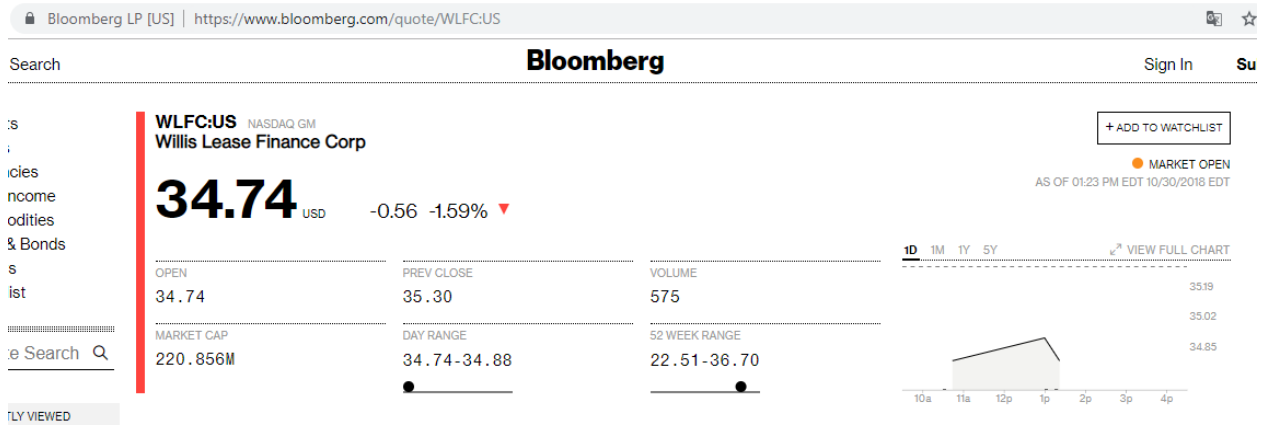 Bloomberg LP [US] | https://www.bloomberg.com/quote/WLFC:US
Search Bloomberg Sign In Su
WLFC:US NASDAQ GM
Willis Lease Finance Corp
+ ADD TO WATCHLIST
MARKET OPEN
AS OF 01:23 PM EDT 10/30/2018 EDT
34.74 USD -0.56 -1.59%
ts
s
cies
ncome
odities
& Bonds
s
ist
te Search
TLY VIEWED
OPEN PREV CLOSE VOLUME
34.74 35.30 575
MARKET CAP DAY RANGE 52 WEEK RANGE
220.856M 34.74-34.88 22.51-36.70
1D 1M 1Y 5Y VIEW FULL CHART
35.19
35.02
34.85
10a 11a 12p 1p 2p 3p 4p